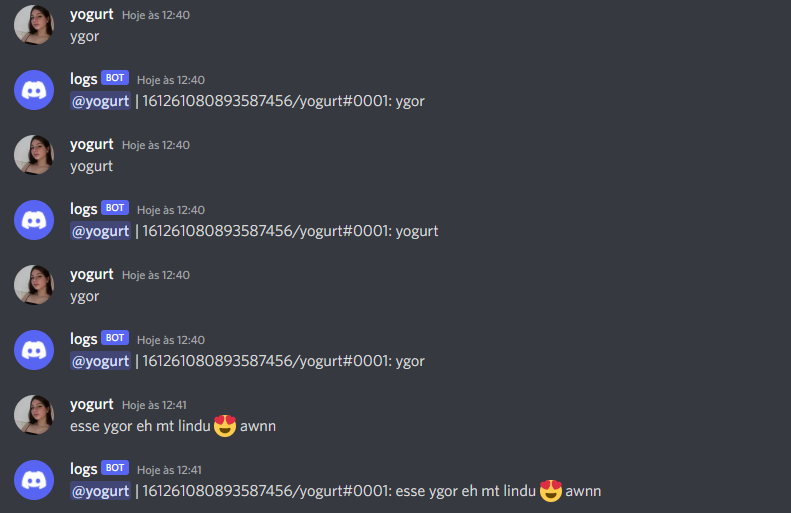 yogurt Hoje às 12:40
ygor
logs BOT Hoje às 12:40
@yogurt | 161261080893587456/yogurt#0001: ygor
yogurt Hoje às 12:40
yogurt
logs BOT Hoje às 12:40
@yogurt | 161261080893587456/yogurt#0001: yogurt
yogurt Hoje às 12:40
ygor
logs BOT Hoje às 12:40
@yogurt | 161261080893587456/yogurt#0001: ygor
yogurt Hoje às 12:41
esse ygor eh mt lindu 😍 awnn
logs BOT Hoje às 12:41
@yogurt | 161261080893587456/yogurt#0001: esse ygor eh mt lindu 😍 awnn